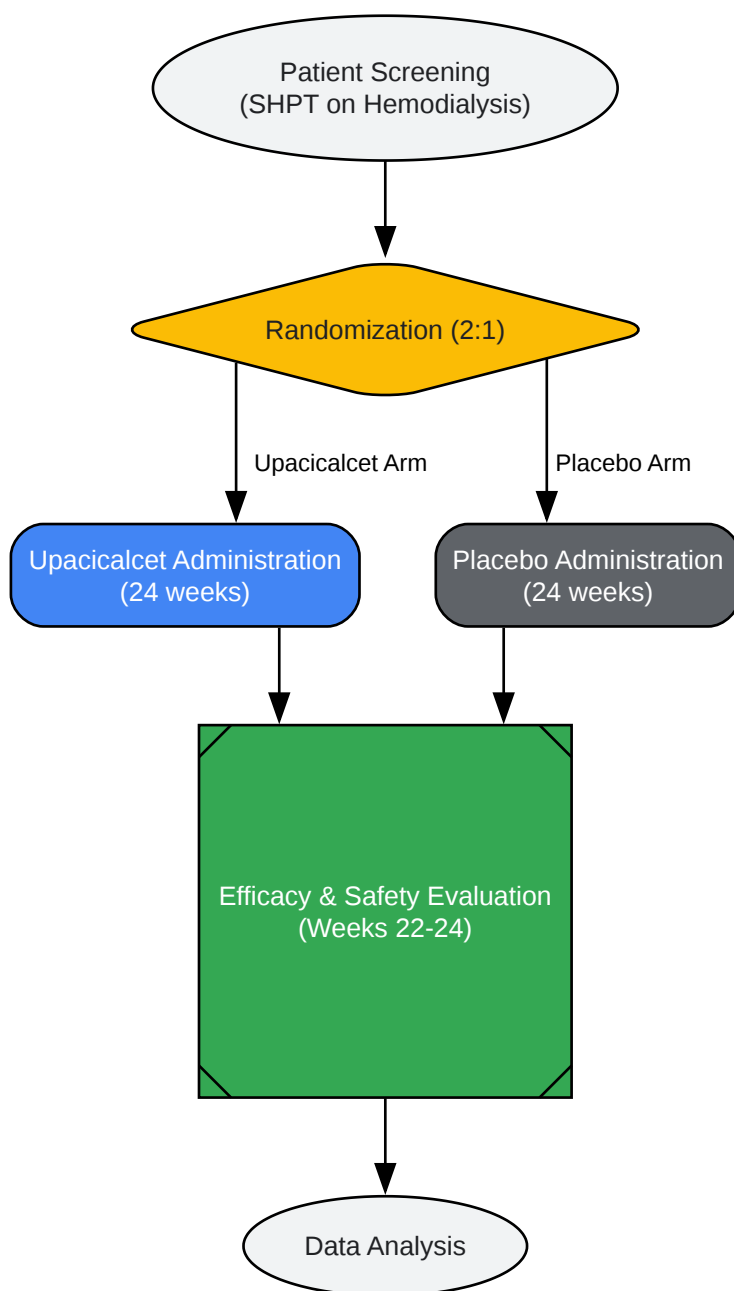 Patient Screening
(SHPT on Hemodialysis)
Randomization (2:1)
Upacicalcet Arm
Placebo Arm
Upacicalcet Administration
(24 weeks)
Placebo Administration
(24 weeks)
Efficacy & Safety Evaluation
(Weeks 22-24)
Data Analysis